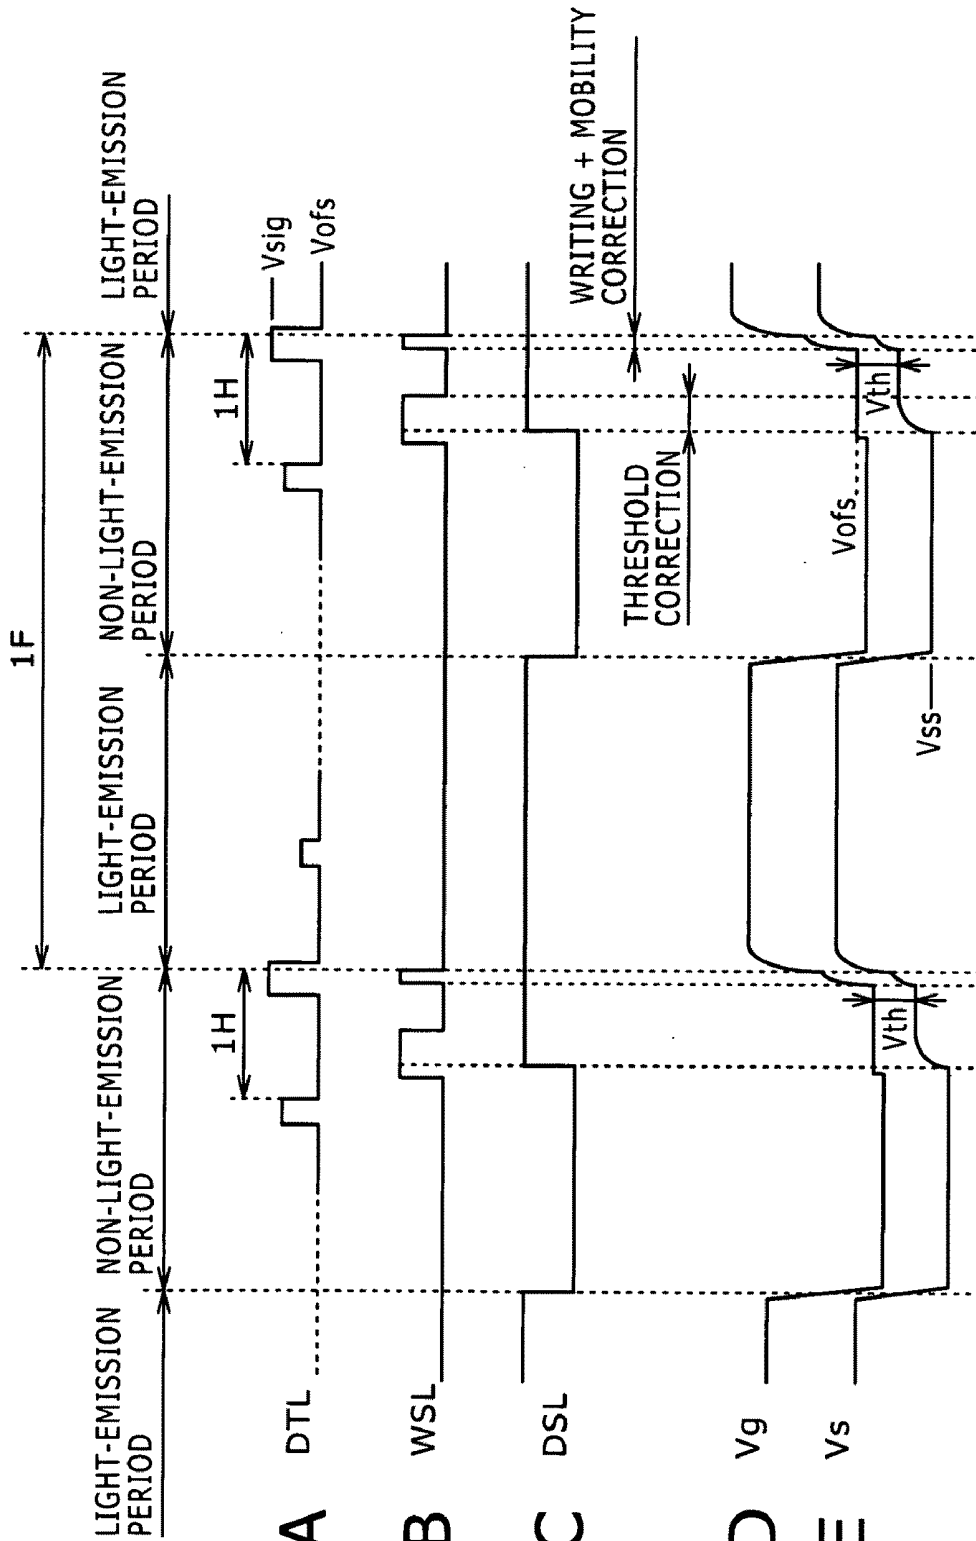 1F
LIGHT-EMISSION
PERIOD
NON-LIGHT-EMISSION
PERIOD
LIGHT-EMISSION
PERIOD
NON-LIGHT-EMISSION
PERIOD
LIGHT-EMISSION
PERIOD
1H
1H
Vsig
Vofs
A
DTL
B
WSL
C
DSL
THRESHOLD
CORRECTION
WRITING + MOBILITY
CORRECTION
D
Vg
Vofs
Vth
Vth
E
Vs
Vss